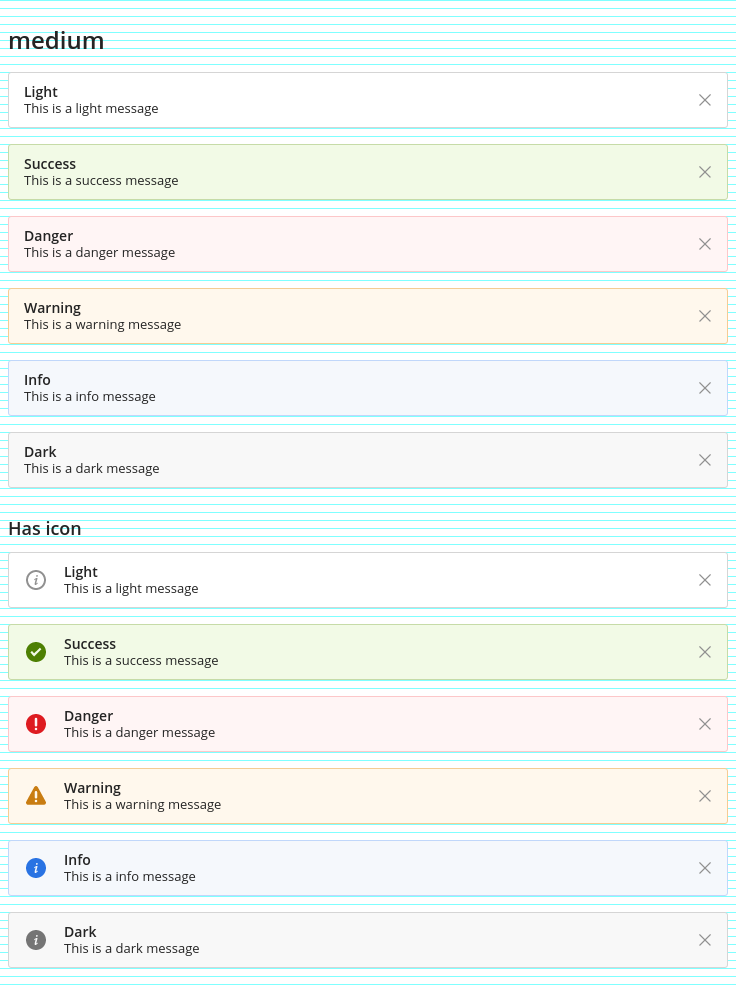 medium
Light
This is a light message
Success
This is a success message
Danger
This is a danger message
Warning
This is a warning message
Info
This is a info message
Dark
This is a dark message
Has icon
Light
This is a light message
Success
This is a success message
Danger
This is a danger message
Warning
This is a warning message
Info
This is a info message
Dark
This is a dark message